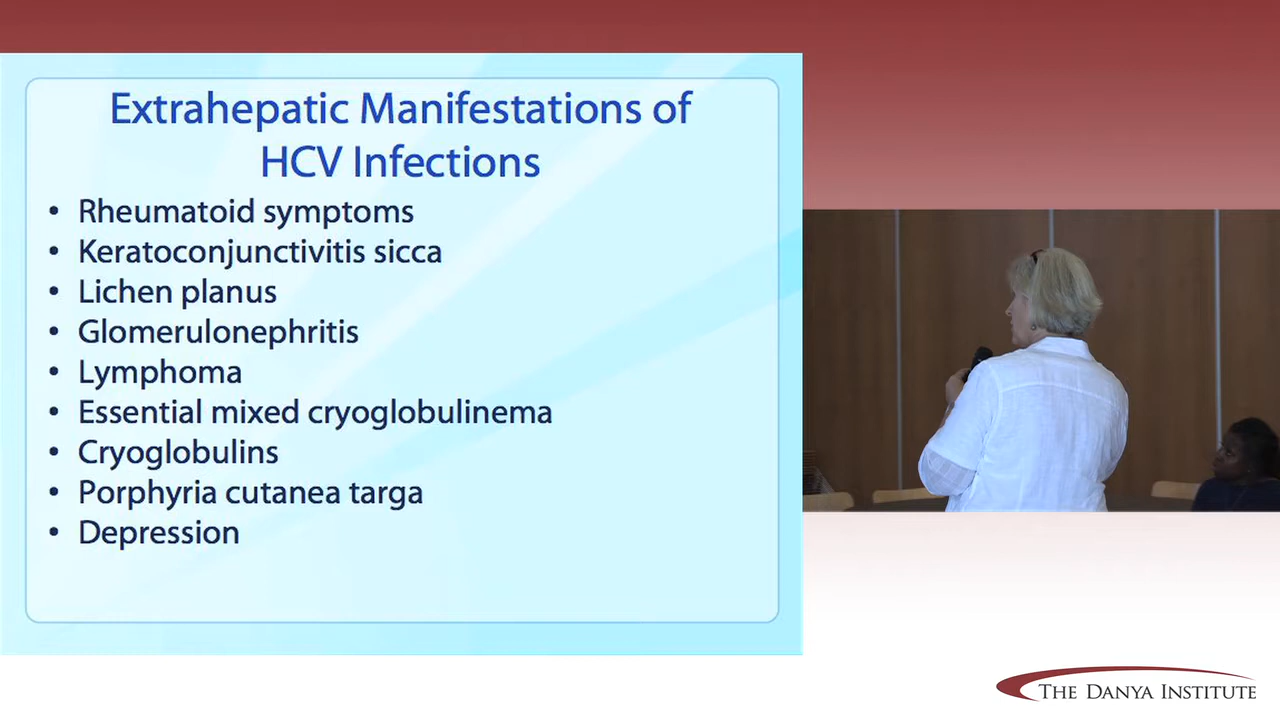 Extrahepatic Manifestations of
HCV Infections
• Rheumatoid symptoms
• Keratoconjunctivitis sicca
• Lichen planus
• Glomerulonephritis
• Lymphoma
• Essential mixed cryoglobulinema
• Cryoglobulins
• Porphyria cutanea targa
• Depression
THE DANYA INSTITUTE